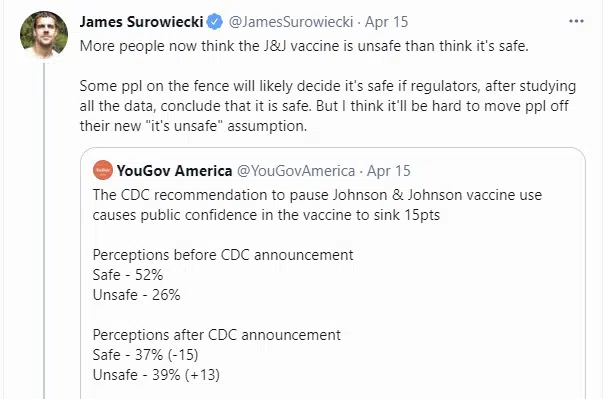 James Surowiecki @JamesSurowiecki · Apr 15
More people now think the J&J vaccine is unsafe than think it's safe.
Some ppl on the fence will likely decide it's safe if regulators, after studying
all the data, conclude that it is safe. But I think it'll be hard to move ppl off
their new "it's unsafe" assumption.
YouGov America @YouGovAmerica · Apr 15
The CDC recommendation to pause Johnson & Johnson vaccine use
causes public confidence in the vaccine to sink 15pts
Perceptions before CDC announcement
Safe - 52%
Unsafe - 26%
Perceptions after CDC announcement
Safe - 37% (-15)
Unsafe - 39% (+13)